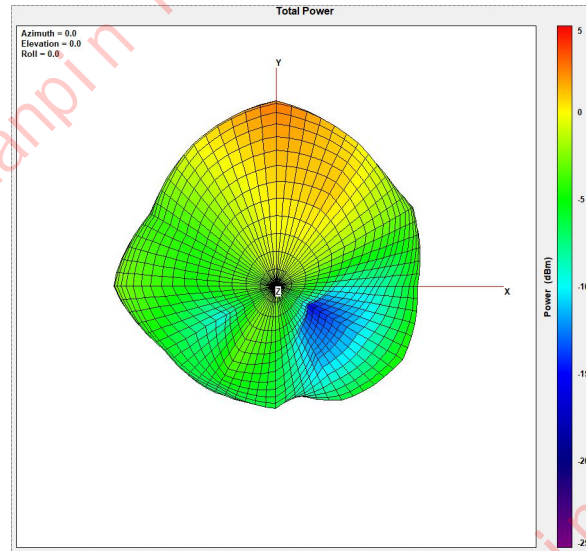 Total Power
Azimuth = 0.0
Elevation = 0.0
Roll = 0.0
Y
X
Z
5
0
-5
-10
-15
-20
Power (dBm)